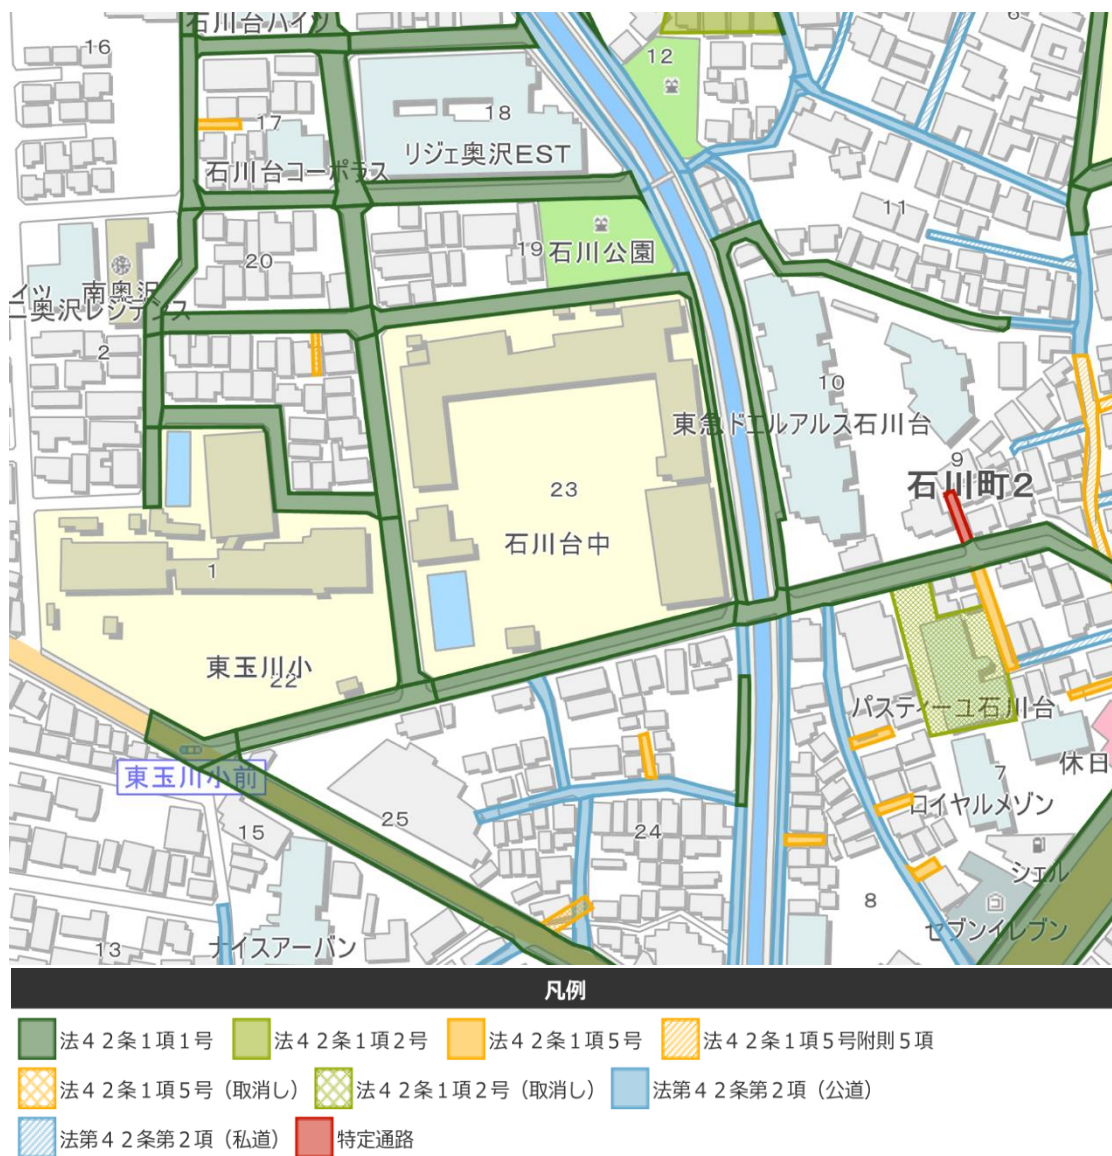 石川台ハイツ
16
6
12
17
18
リジェ奥沢EST
石川台コーポラス
11
19
石川公園
20
南奥沢
イツ
二奥沢レジデンス
2
10
東急ドエルアルス石川台
9
石川町2
23
石川台中
1
東玉川小
22
パスティーユ石川台
休日
7
東玉川小前
ロイヤルメゾン
25
15
24
シェル
8
セブンイレブン
13
ナイスアーバン
凡例
法42条1項1号 法42条1項2号 法42条1項5号 法42条1項5号附則5項
法42条1項5号（取消し） 法42条1項2号（取消し） 法第42条第2項（公道）
法第42条第2項（私道） 特定通路